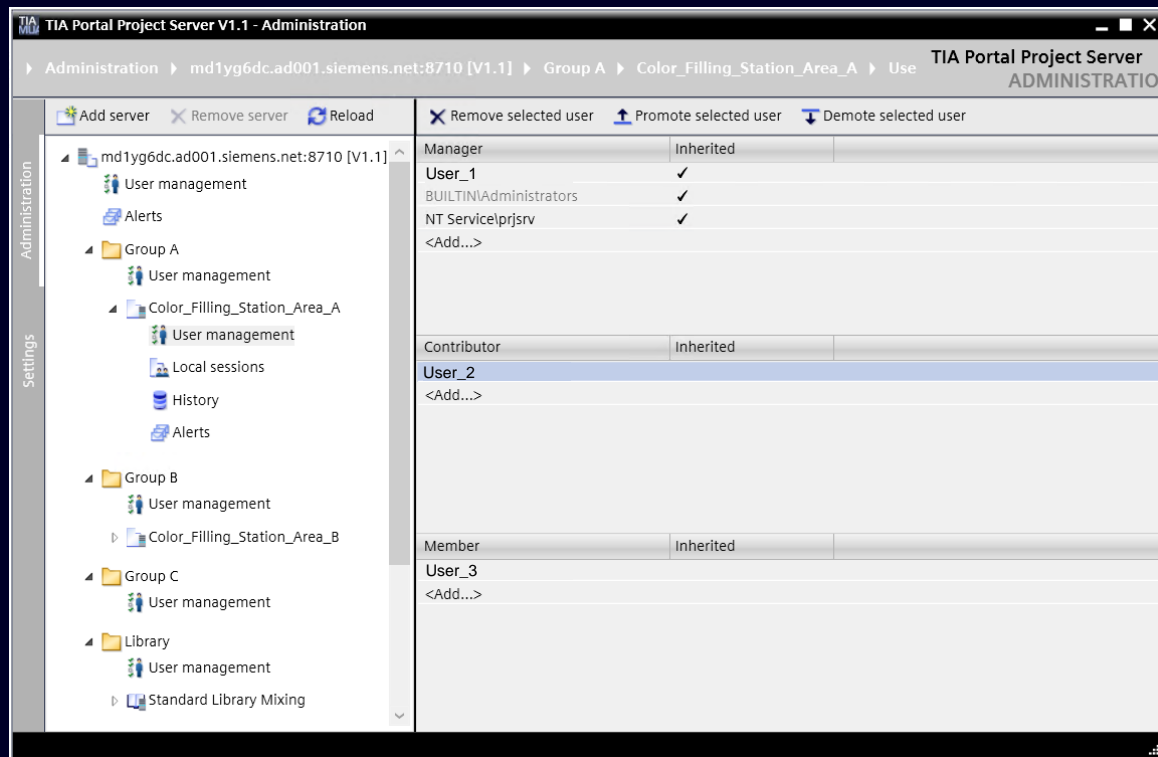 TIA MUX TIA Portal Project Server V1.1 - Administration
Administration md1yg6dc.ad001.siemens.net:8710 [V1.1] Group A Color_Filling_Station_Area_A Use
TIA Portal Project Server
ADMINISTRATIO
Administration
Settings
Add server Remove server Reload
md1yg6dc.ad001.siemens.net:8710 [V1.1]
User management
Alerts
Group A
User management
Color_Filling_Station_Area_A
User management
Local sessions
History
Alerts
Group B
User management
Color_Filling_Station_Area_B
Group C
User management
Library
User management
Standard Library Mixing
Remove selected user Promote selected user Demote selected user
Manager Inherited
User_1 ✓
BUILTIN\Administrators ✓
NT Service\prjsrv ✓
<Add...>
Contributor Inherited
User_2
<Add...>
Member Inherited
User_3
<Add...>